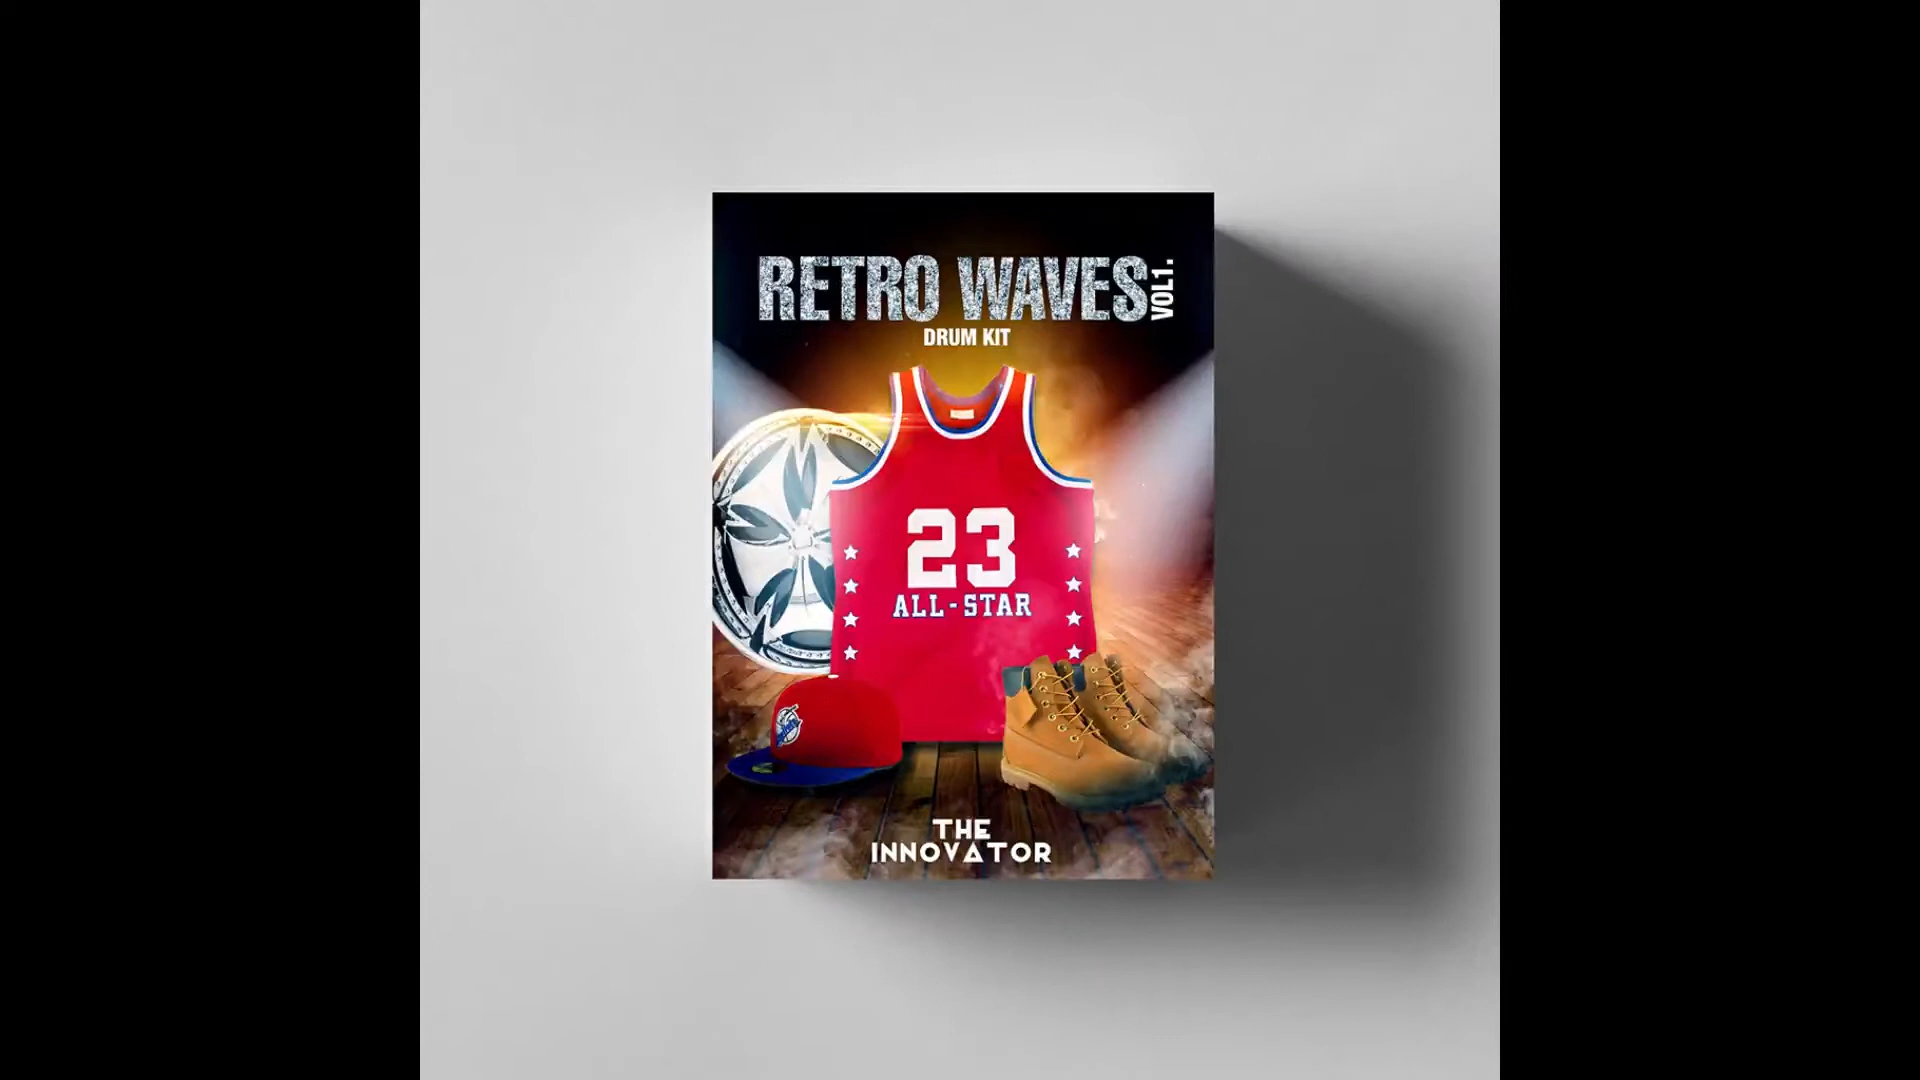 RETRO WAVES
VOL1.
DRUM KIT
23
ALL-STAR
THE
INNOVATOR